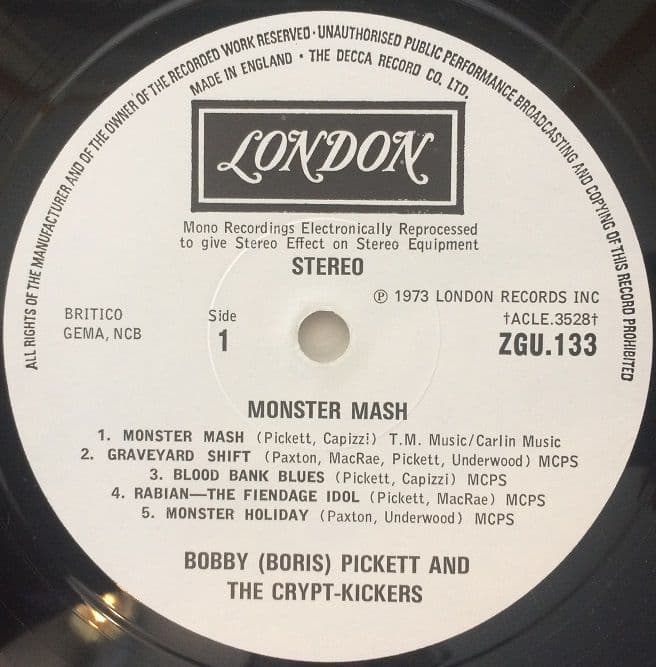 ALL RIGHTS OF THE MANUFACTURER AND OF THE OWNER OF THE RECORDED WORK RESERVED · UNAUTHORISED PUBLIC PERFORMANCE BROADCASTING AND COPYING OF THIS RECORD PROHIBITED
MADE IN ENGLAND • THE DECCA RECORD CO. LTD.
LONDON
Mono Recordings Electronically Reprocessed
to give Stereo Effect on Stereo Equipment
STEREO
℗ 1973 LONDON RECORDS INC
BRITICO
GEMA, NCB
Side
1
†ACLE.3528†
ZGU.133
MONSTER MASH
1. MONSTER MASH (Pickett, Capizzi) T.M. Music/Carlin Music
2. GRAVEYARD SHIFT (Paxton, MacRae, Pickett, Underwood) MCPS
3. BLOOD BANK BLUES (Pickett, Capizzi) MCPS
4. RABIAN—THE FIENDAGE IDOL (Pickett, MacRae) MCPS
5. MONSTER HOLIDAY (Paxton, Underwood) MCPS
BOBBY (BORIS) PICKETT AND
THE CRYPT-KICKERS